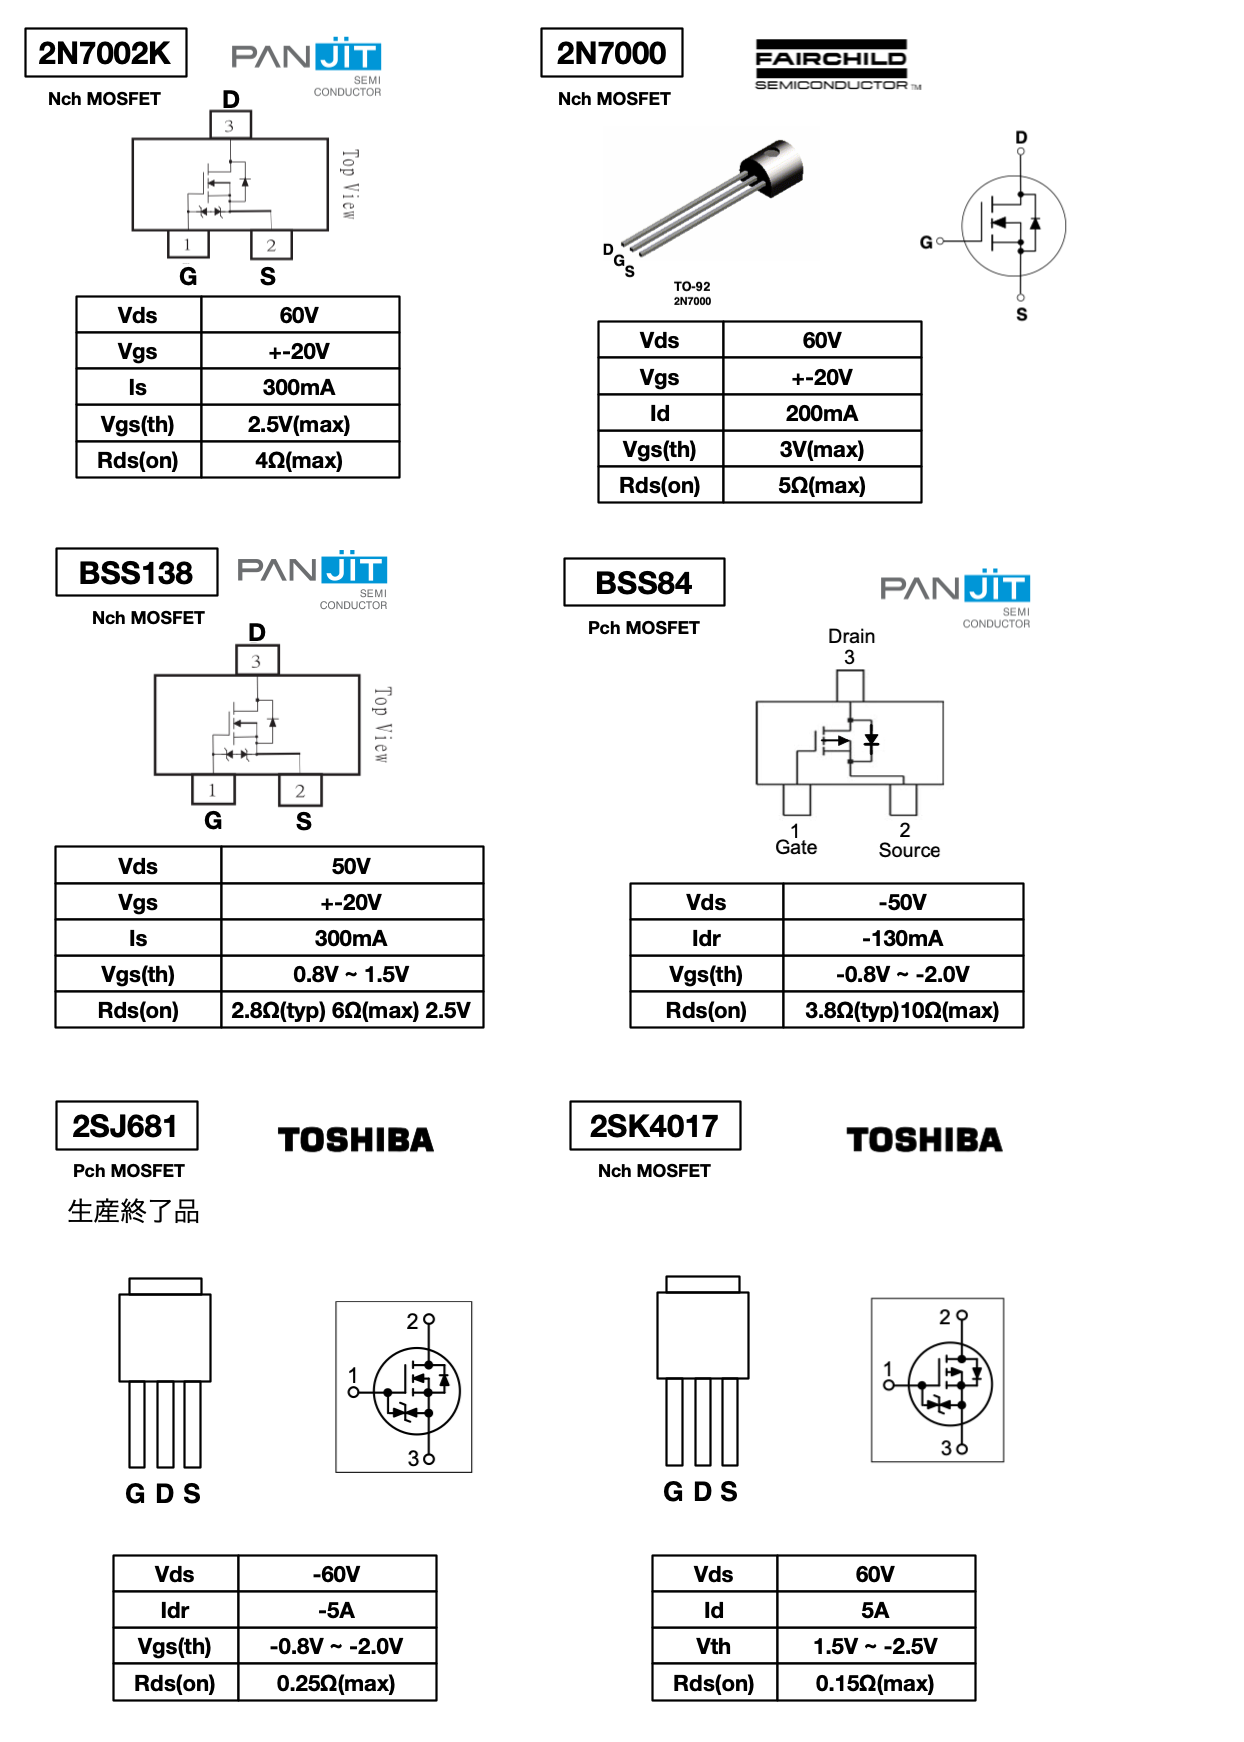 2N7002K
PANJIT
SEMI
CONDUCTOR
Nch MOSFET
D
3
Top View
1
2
G
S
Vds 60V
Vgs +-20V
Is 300mA
Vgs(th) 2.5V(max)
Rds(on) 4Ω(max)
2N7000
FAIRCHILD
SEMICONDUCTOR TM
Nch MOSFET
D
G
S
TO-92
2N7000
D
G
S
Vds 60V
Vgs +-20V
Id 200mA
Vgs(th) 3V(max)
Rds(on) 5Ω(max)
BSS138
PANJIT
SEMI
CONDUCTOR
Nch MOSFET
D
3
Top View
1
2
G
S
Vds 50V
Vgs +-20V
Is 300mA
Vgs(th) 0.8V ~ 1.5V
Rds(on) 2.8Ω(typ) 6Ω(max) 2.5V
BSS84
PANJIT
SEMI
CONDUCTOR
Pch MOSFET
Drain
3
1
Gate
2
Source
Vds -50V
Idr -130mA
Vgs(th) -0.8V ~ -2.0V
Rds(on) 3.8Ω(typ)10Ω(max)
2SJ681
TOSHIBA
Pch MOSFET
生産終了品
G D S
2
1
3
Vds -60V
Idr -5A
Vgs(th) -0.8V ~ -2.0V
Rds(on) 0.25Ω(max)
2SK4017
TOSHIBA
Nch MOSFET
G D S
2
1
3
Vds 60V
Id 5A
Vth 1.5V ~ -2.5V
Rds(on) 0.15Ω(max)